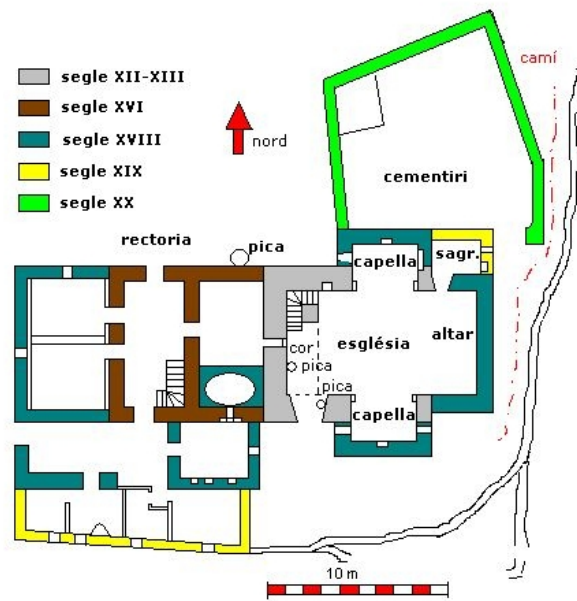 segle XII-XIII
segle XVI
segle XVIII
segle XIX
segle XX
nord
camí
cementiri
rectoria
pica
capella
sagr.
altar
església
cor
pica
pica
capella
10 m